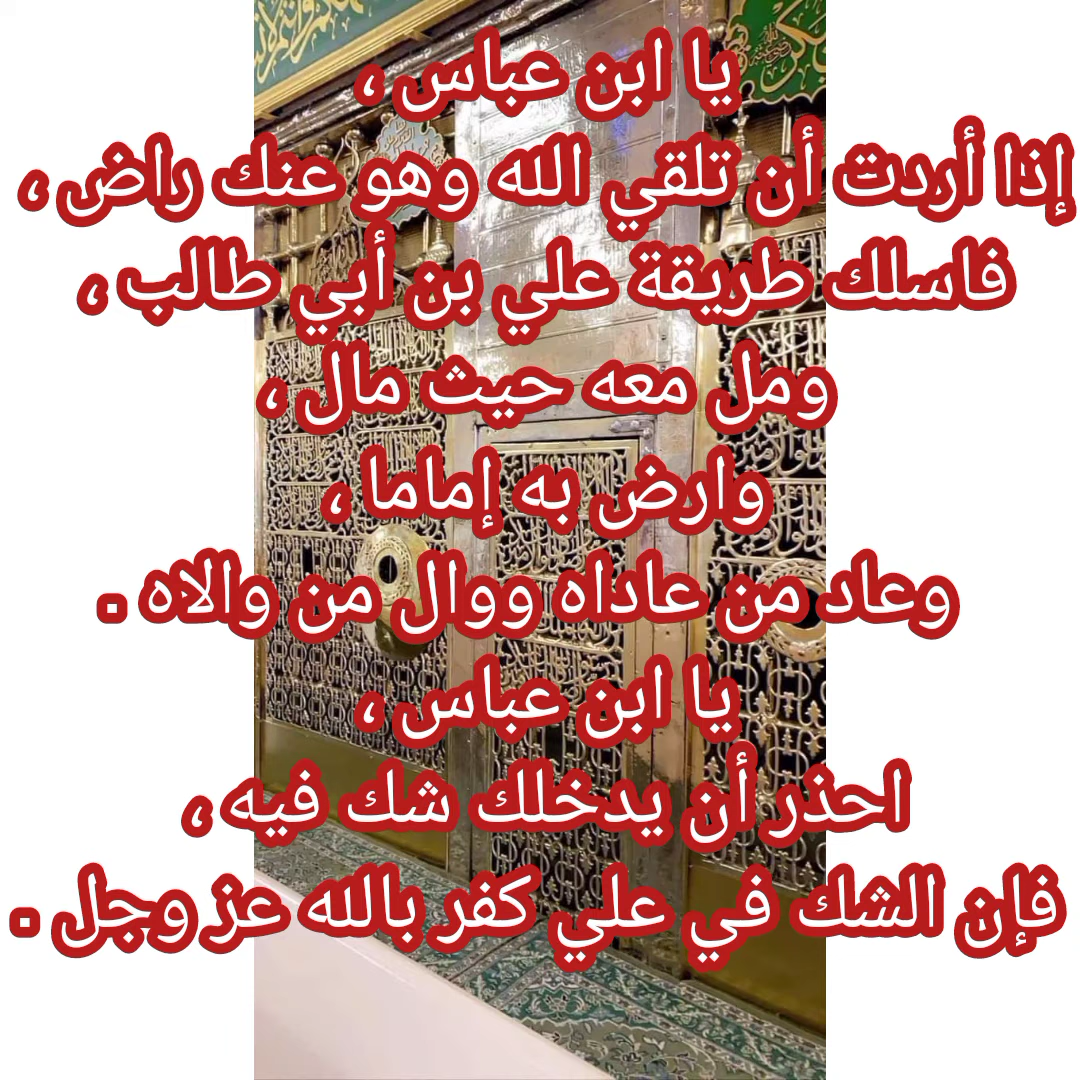 يا ابن عباس ،
إذا أردت أن تلقي الله وهو عنك راض ،
فاسلك طريقة علي بن أبي طالب ،
ومل معه حيث مال ،
وارض به إماما ،
وعاد من عاداه ووال من والاه .
يا ابن عباس ،
احذر أن يدخلك شك فيه ،
فإن الشك في علي كفر بالله عز وجل .